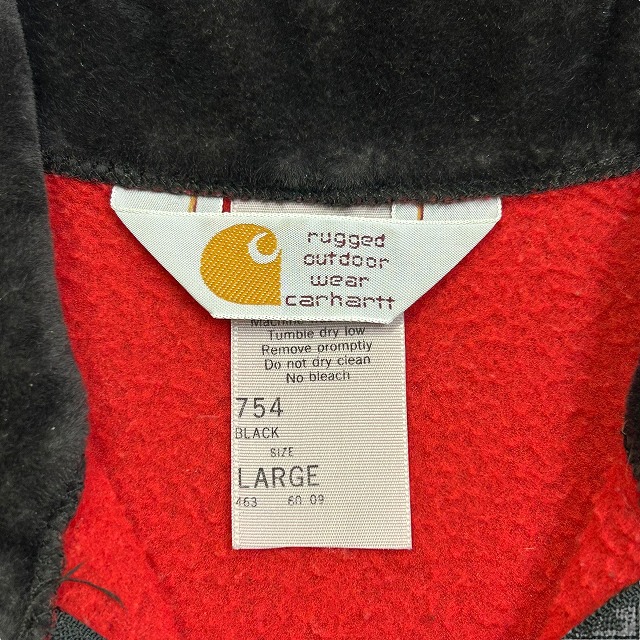 rugged
outdoor
wear
carhartt
Machine
Tumble dry low
Remove promptly
Do not dry clean
No bleach
754
BLACK
SIZE
LARGE
463 60 09